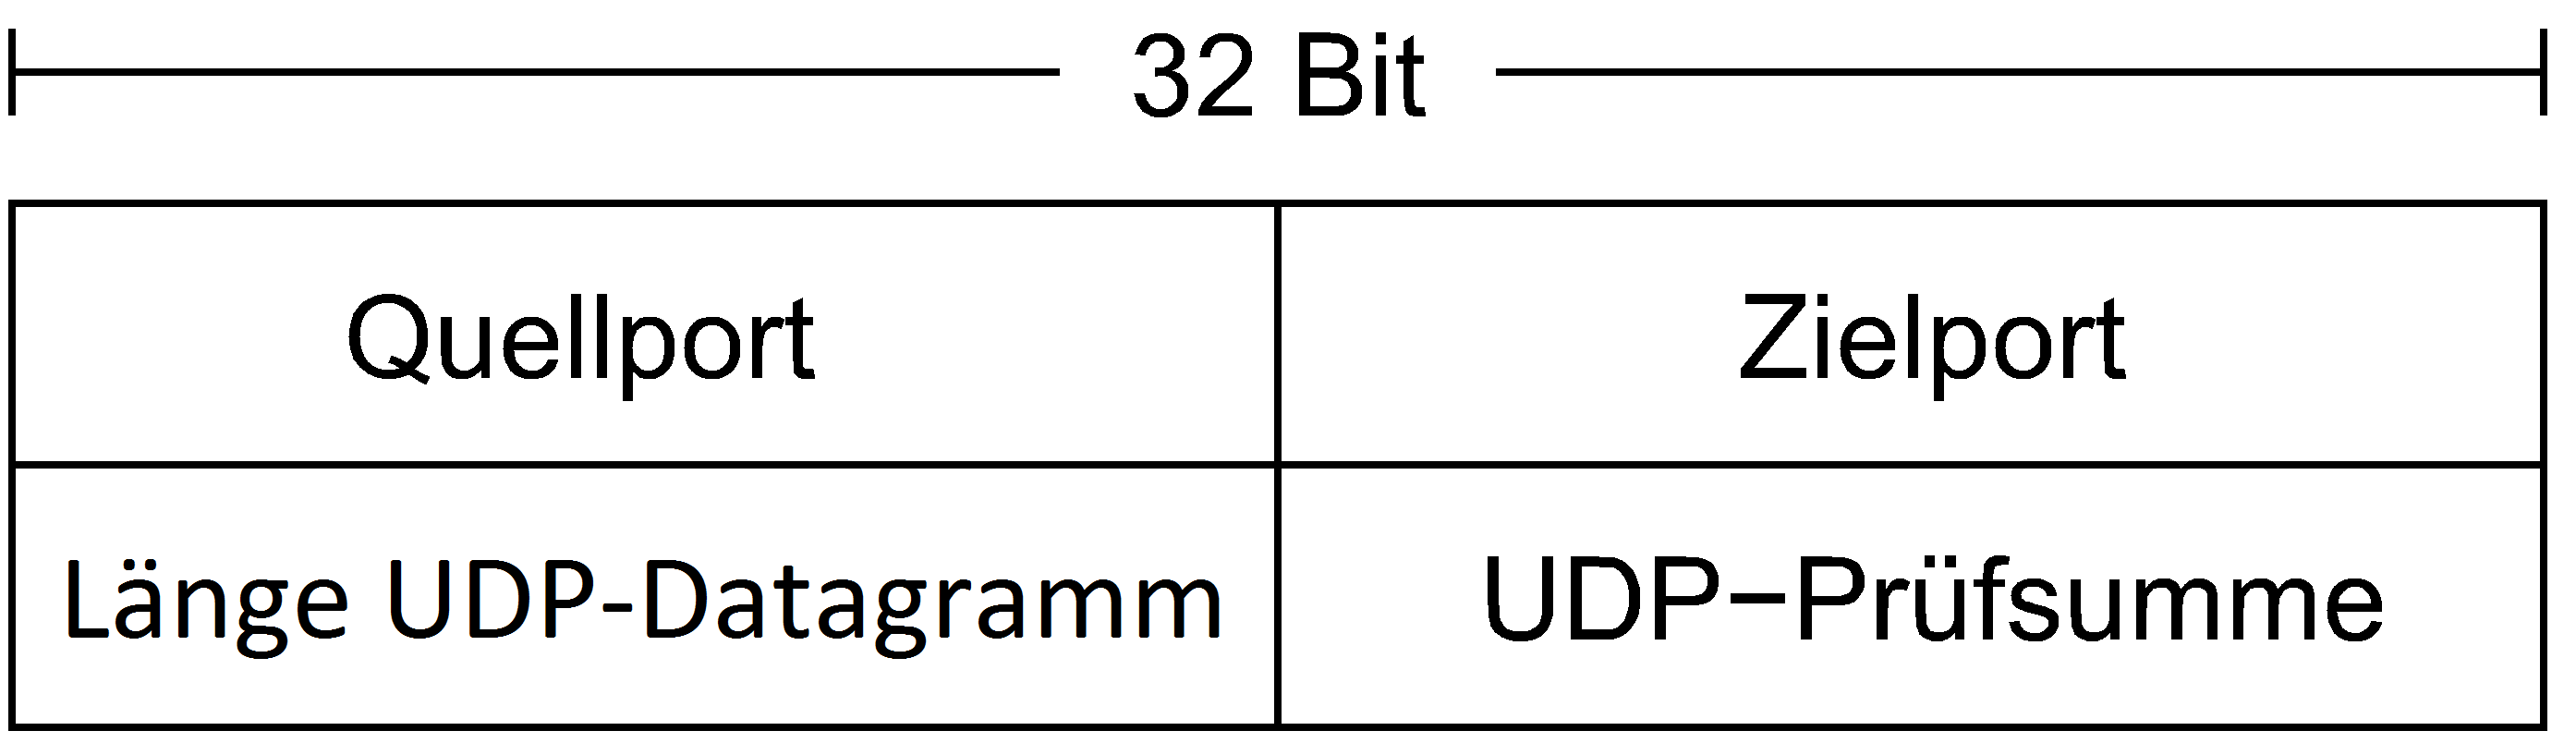 32 Bit
Quellport
Zielport
Länge UDP-Datagramm
UDP−Prüfsumme